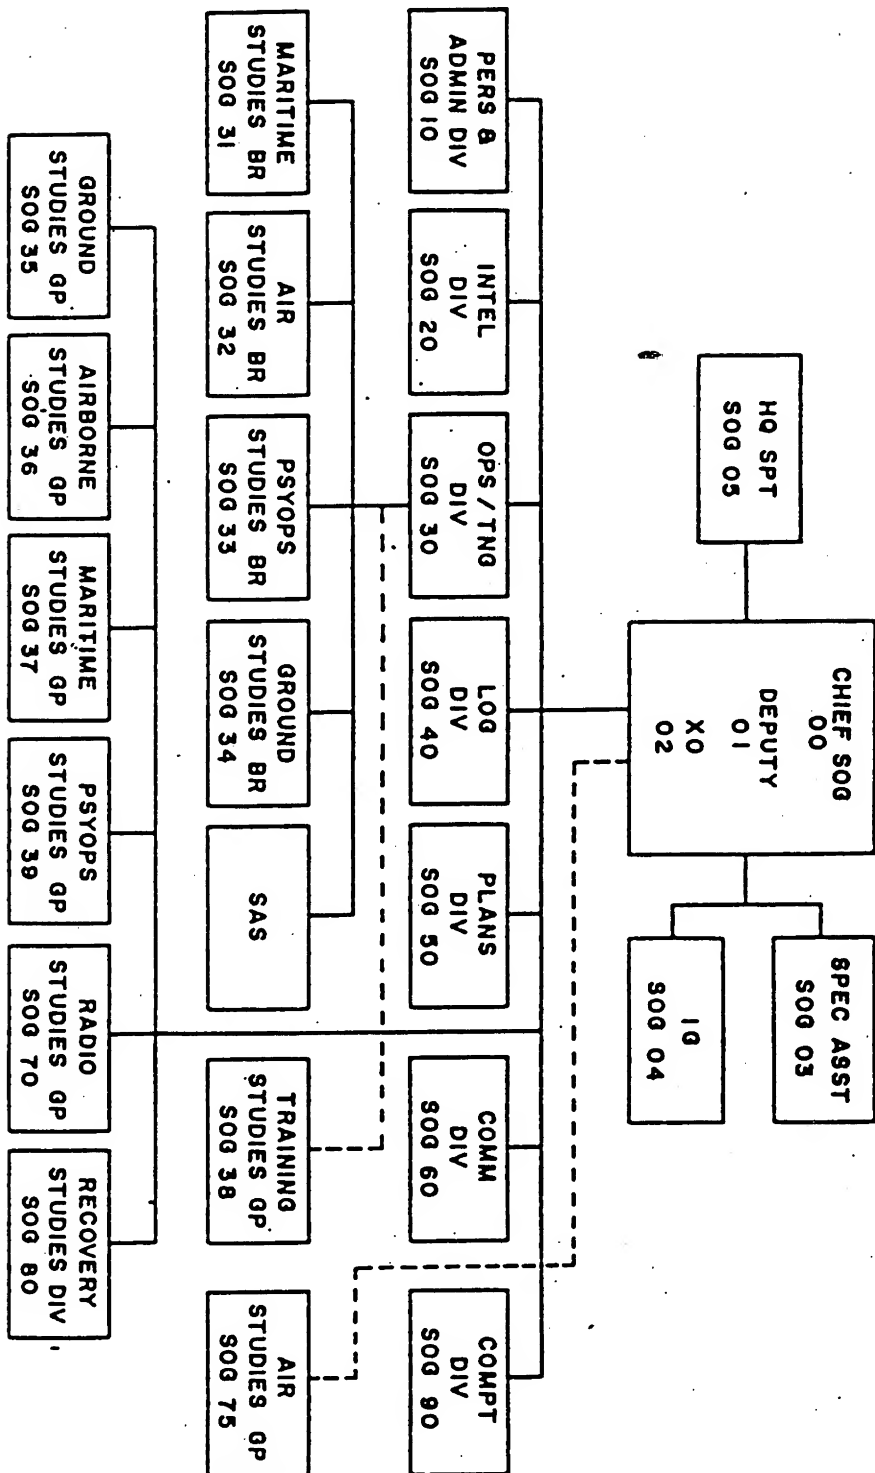 CHIEF SOG
00
DEPUTY
01
XO
02
HQ SPT
SOG 05
SPEC ASST
SOG 03
IG
SOG 04
PERS &
ADMIN DIV
SOG 10
INTEL
DIV
SOG 20
OPS/TNG
DIV
SOG 30
LOG
DIV
SOG 40
PLANS
DIV
SOG 50
COMM
DIV
SOG 60
COMPT
DIV
SOG 90
MARITIME
STUDIES BR
SOG 31
AIR
STUDIES BR
SOG 32
PSYOPS
STUDIES BR
SOG 33
GROUND
STUDIES BR
SOG 34
SAS
TRAINING
STUDIES GP
SOG 38
AIR
STUDIES GP
SOG 75
GROUND
STUDIES GP
SOG 35
AIRBORNE
STUDIES GP
SOG 36
MARITIME
STUDIES GP
SOG 37
PSYOPS
STUDIES GP
SOG 39
RADIO
STUDIES GP
SOG 70
RECOVERY
STUDIES DIV
SOG 80